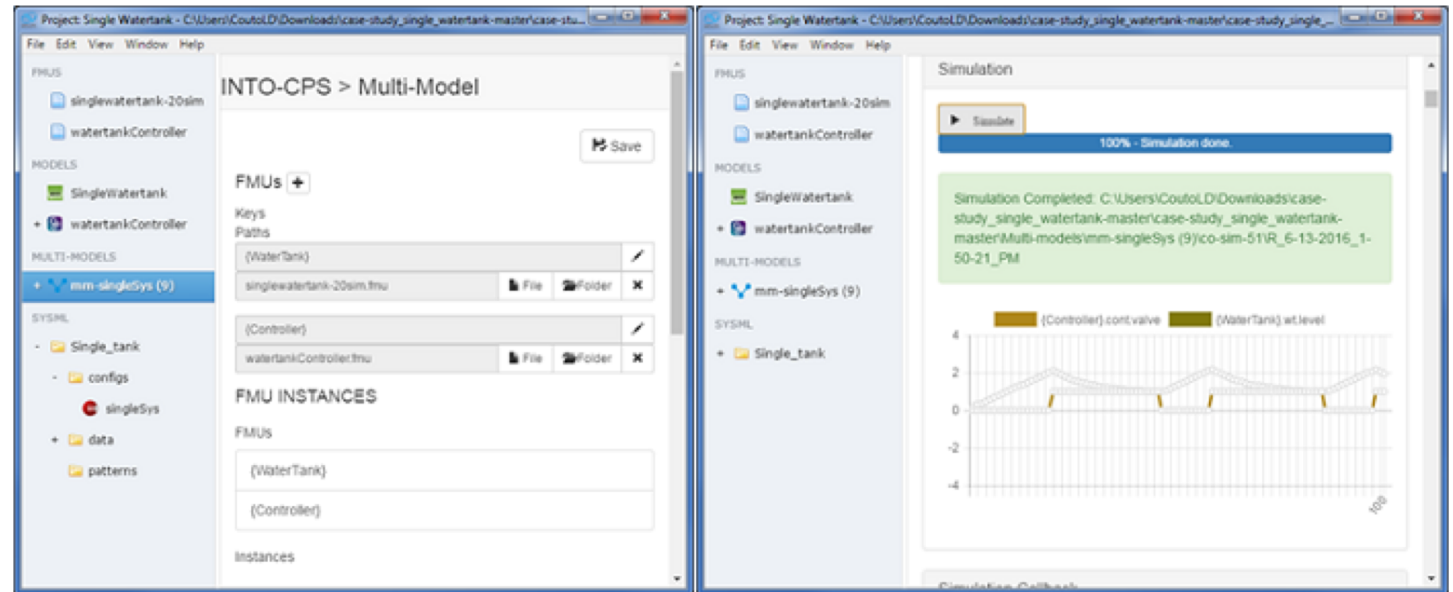 Project: Single Watertank - C:\Users\CoutoLD\Downloads\case-study_single_watertank-master\case-stu...
File Edit View Window Help
FMUS
singlewatertank-20sim
watertankController
MODELS
SingleWatertank
+ watertankController
MULTI-MODELS
+ mm-singleSys (9)
SYSML
- Single_tank
- configs
singleSys
+ data
patterns
INTO-CPS > Multi-Model
Save
FMUs +
Keys
Paths
{WaterTank}
singlewatertank-20sim.fmu File Folder
{Controller}
watertankController.fmu File Folder
FMU INSTANCES
FMUs
{WaterTank}
{Controller}
Instances
Project: Single Watertank - C:\Users\CoutoLD\Downloads\case-study_single_watertank-master\case-study_single_...
File Edit View Window Help
FMUS
singlewatertank-20sim
watertankController
MODELS
SingleWatertank
+ watertankController
MULTI-MODELS
+ mm-singleSys (9)
SYSML
+ Single_tank
Simulation
Simulate
100% - Simulation done.
Simulation Completed: C:\Users\CoutoLD\Downloads\case-
study_single_watertank-master\case-study_single_watertank-
master\Multi-models\mm-singleSys (9)\co-sim-51\R_6-13-2016_1-
50-21_PM
{Controller}.cont.valve {WaterTank}.wt.level
4
2
0
-2
-4
100
Simulation Callback